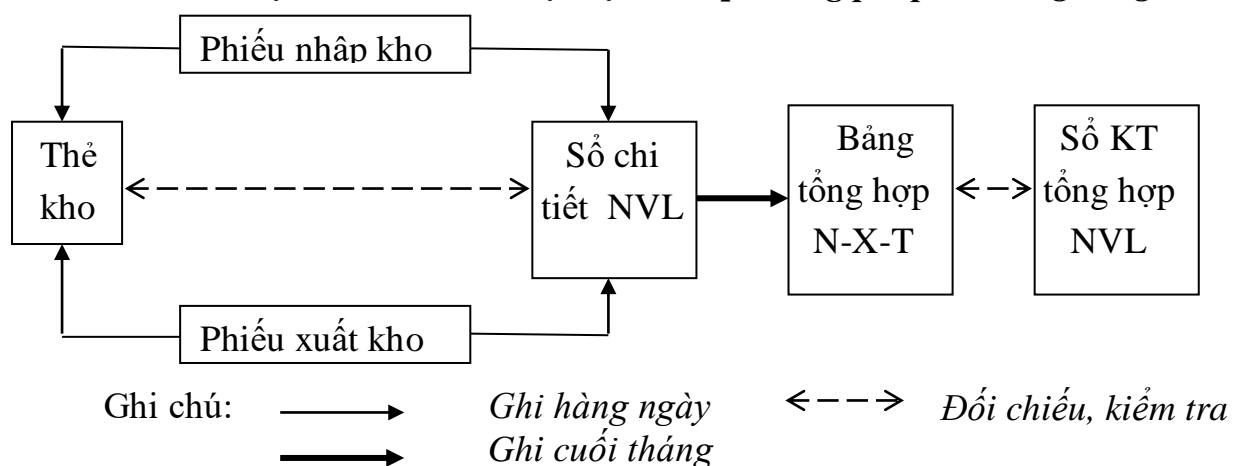 Phiếu nhập kho
Thẻ
kho
Sổ chi
tiết NVL
Bảng
tổng hợp
N-X-T
Sổ KT
tổng hợp
NVL
Phiếu xuất kho
Ghi chú:
Ghi hàng ngày
Đối chiếu, kiểm tra
Ghi cuối tháng